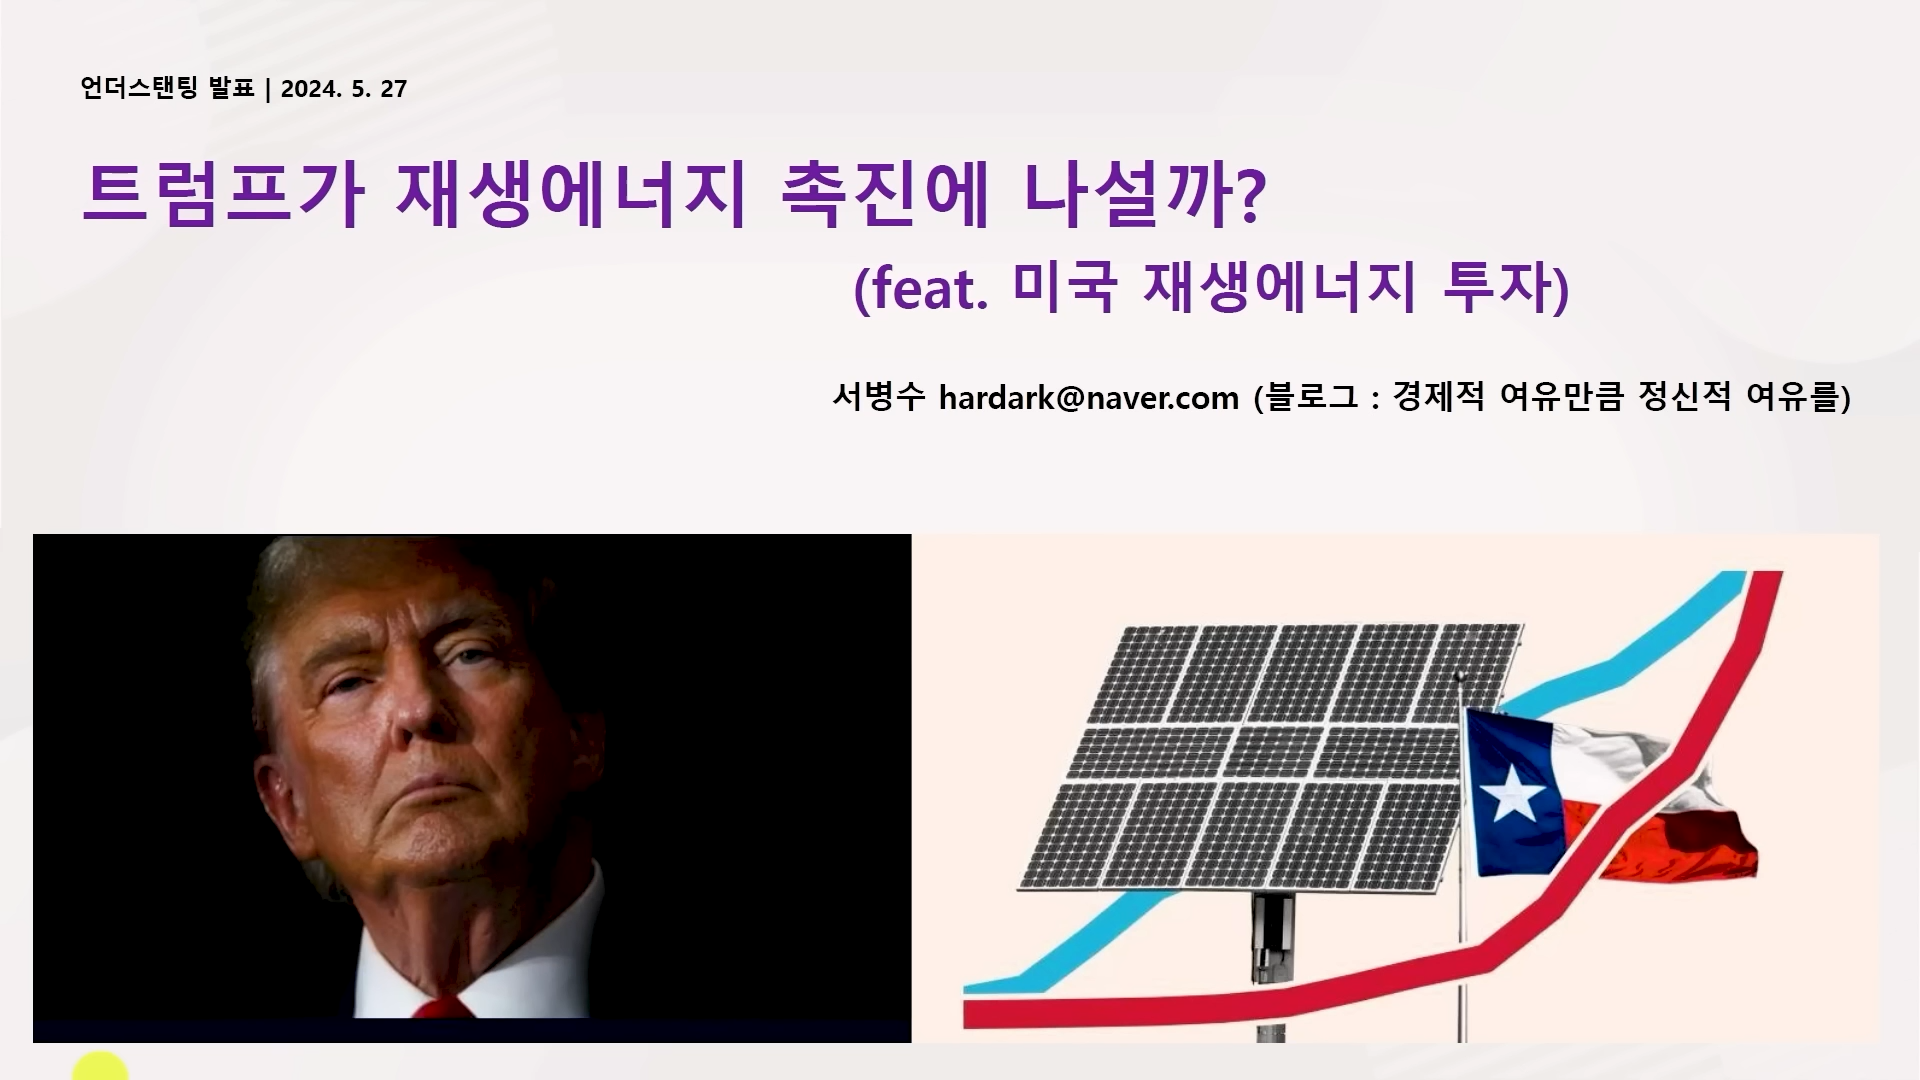 언더스탠팅 발표 | 2024. 5. 27
트럼프가 재생에너지 촉진에 나설까?
(feat. 미국 재생에너지 투자)
서병수 hardark@naver.com (블로그 : 경제적 여유만큼 정신적 여유를)